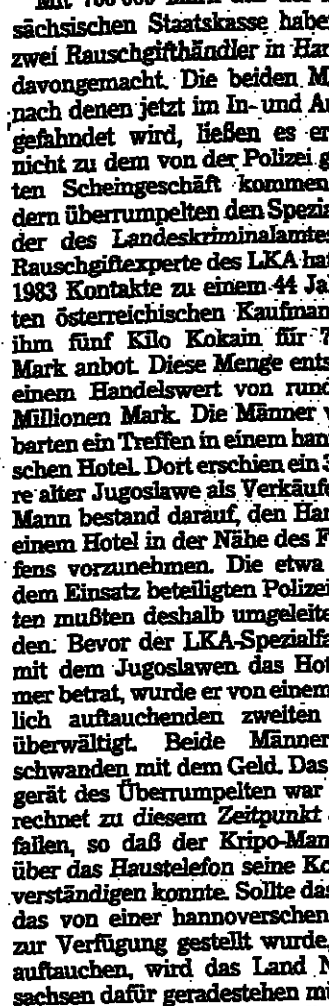 Mit 700 000 Mark aus der
sächsischen Staatskasse habe
zwei Rauschgifthändler in Han
davongemacht. Die beiden M
nach denen jetzt im In- und Au
gefahndet wird, ließen es er
nicht zu dem von der Polizei g
ten Scheingeschäft kommen
dern überrumpelten den Spezia
der des Landeskriminalamtes
Rauschgiftexperte des LKA hat
1983 Kontakte zu einem 44 Ja
ten österreichischen Kaufman
ihm fünf Kilo Kokain für 7
Mark anbot. Diese Menge ents
einem Handelswert von rund
Millionen Mark. Die Männer v
barten ein Treffen in einem han
schen Hotel. Dort erschien ein 3
re alter Jugoslawe als Verkäufe
Mann bestand darauf, den Han
einem Hotel in der Nähe des F
fens vorzunehmen. Die etwa
dem Einsatz beteiligten Polizei
ten mußten deshalb umgeleite
den. Bevor der LKA-Spezialfa
mit dem Jugoslawen das Hot
mer betrat, wurde er von einem
lich auftauchenden zweiten
überwältigt. Beide Männer
schwanden mit dem Geld. Das
gerät des Überrumpelten war
rechnet zu diesem Zeitpunkt
fallen, so daß der Kripo-Man
über das Haustelefon seine Ko
verständigen konnte. Sollte das
das von einer hannoverschen
zur Verfügung gestellt wurde,
auftauchen, wird das Land N
sachsen dafür geradestehen m